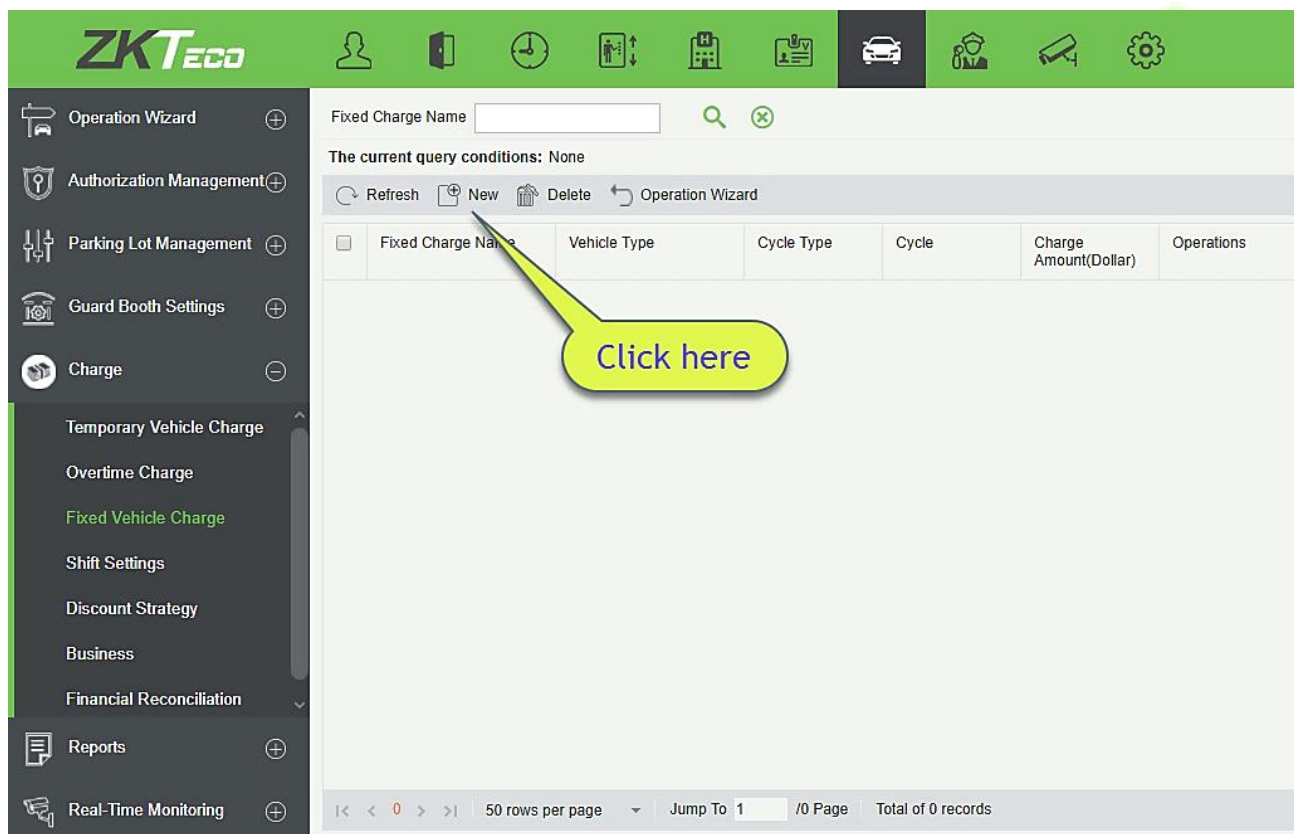 ZKTeco
H
V
Operation Wizard
Authorization Management
Parking Lot Management
Guard Booth Settings
Charge
Temporary Vehicle Charge
Overtime Charge
Fixed Vehicle Charge
Shift Settings
Discount Strategy
Business
Financial Reconciliation
Reports
Real-Time Monitoring
Fixed Charge Name
The current query conditions: None
Refresh New Delete Operation Wizard
Fixed Charge Name Vehicle Type Cycle Type Cycle Charge Amount(Dollar) Operations
Click here
|< < 0 > >| 50 rows per page Jump To 1 /0 Page Total of 0 records